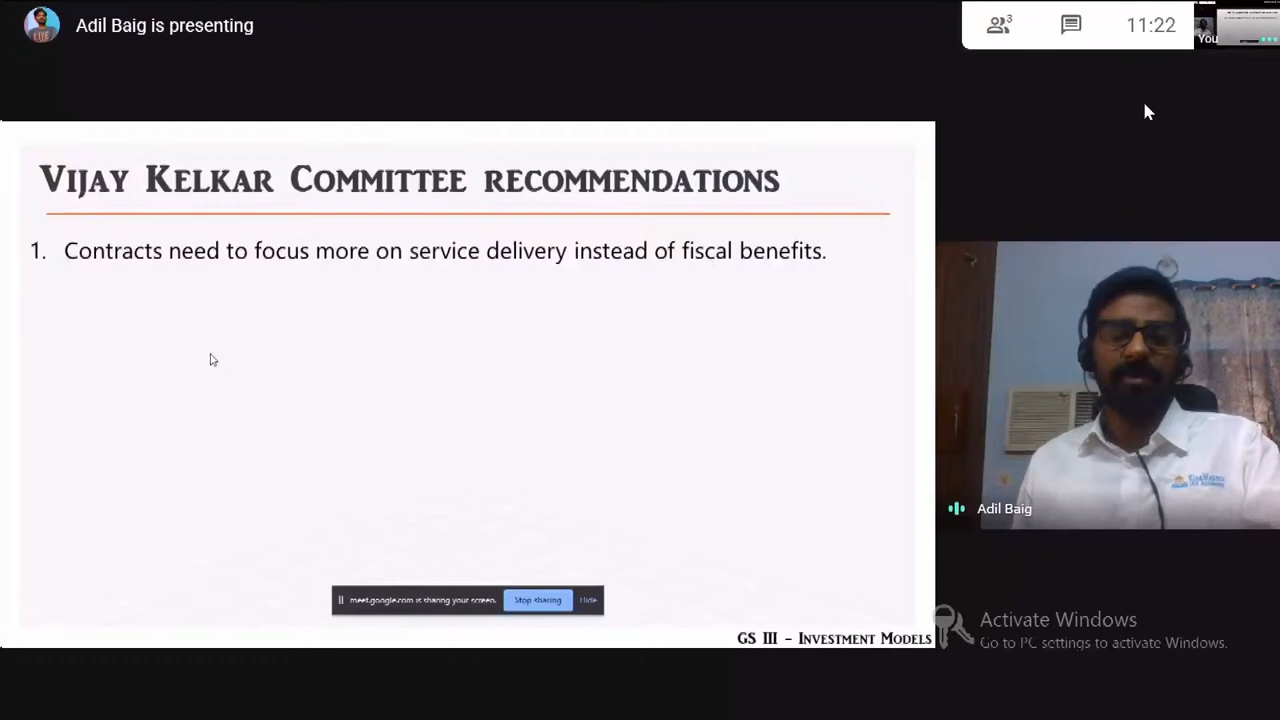 Adil Baig is presenting
3
11:22
You
VIJAY KELKAR COMMITTEE RECOMMENDATIONS
1. Contracts need to focus more on service delivery instead of fiscal benefits.
Adil Baig
meet.google.com is sharing your screen.
Stop sharing
Hide
Activate Windows
Go to PC settings to activate Windows.
GS III – INVESTMENT MODELS